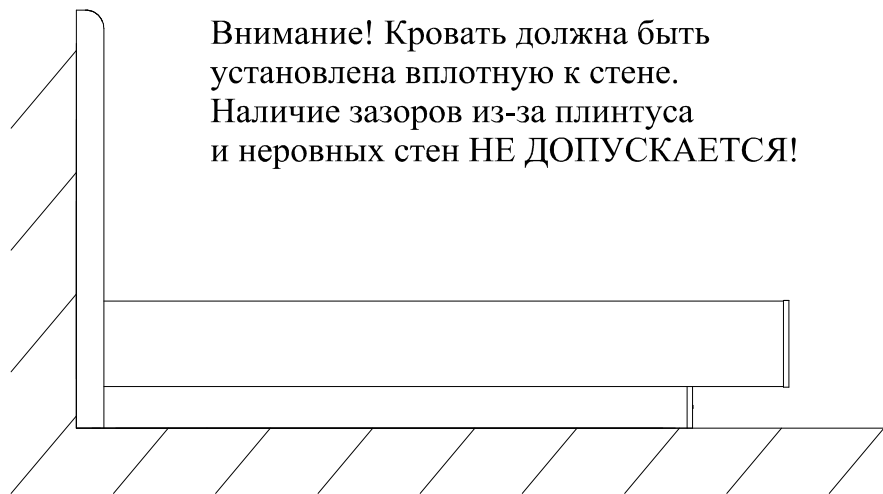 Внимание! Кровать должна быть
установлена вплотную к стене.
Наличие зазоров из-за плинтуса
и неровных стен НЕ ДОПУСКАЕТСЯ!